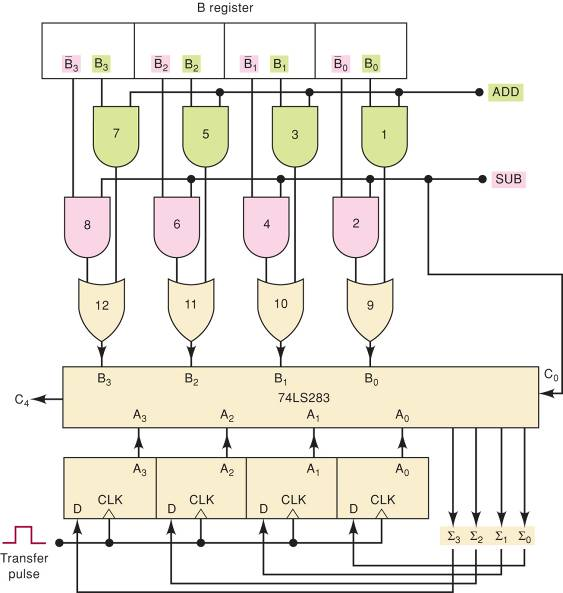 B register
B̅3 B3 B̅2 B2 B̅1 B1 B̅0 B0
ADD
7 5 3 1
SUB
8 6 4 2
12 11 10 9
B3 B2 B1 B0
C0
74LS283
C4
A3 A2 A1 A0
A3 A2 A1 A0
CLK CLK CLK CLK
D D D D
Σ3 Σ2 Σ1 Σ0
Transfer
pulse